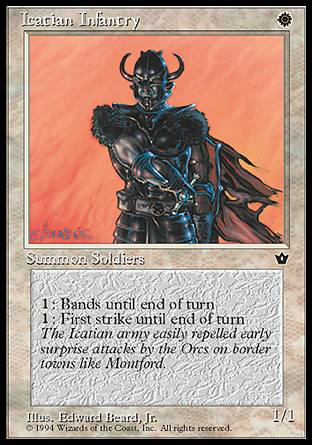 Icatian Infantry
Summon Soldiers
1: Bands until end of turn
1: First strike until end of turn
The Icatian army easily repelled early
surprise attacks by the Orcs on border
towns like Montford.
1/1
Illus. Edward Beard, Jr.
© 1994 Wizards of the Coast, Inc. All rights reserved.